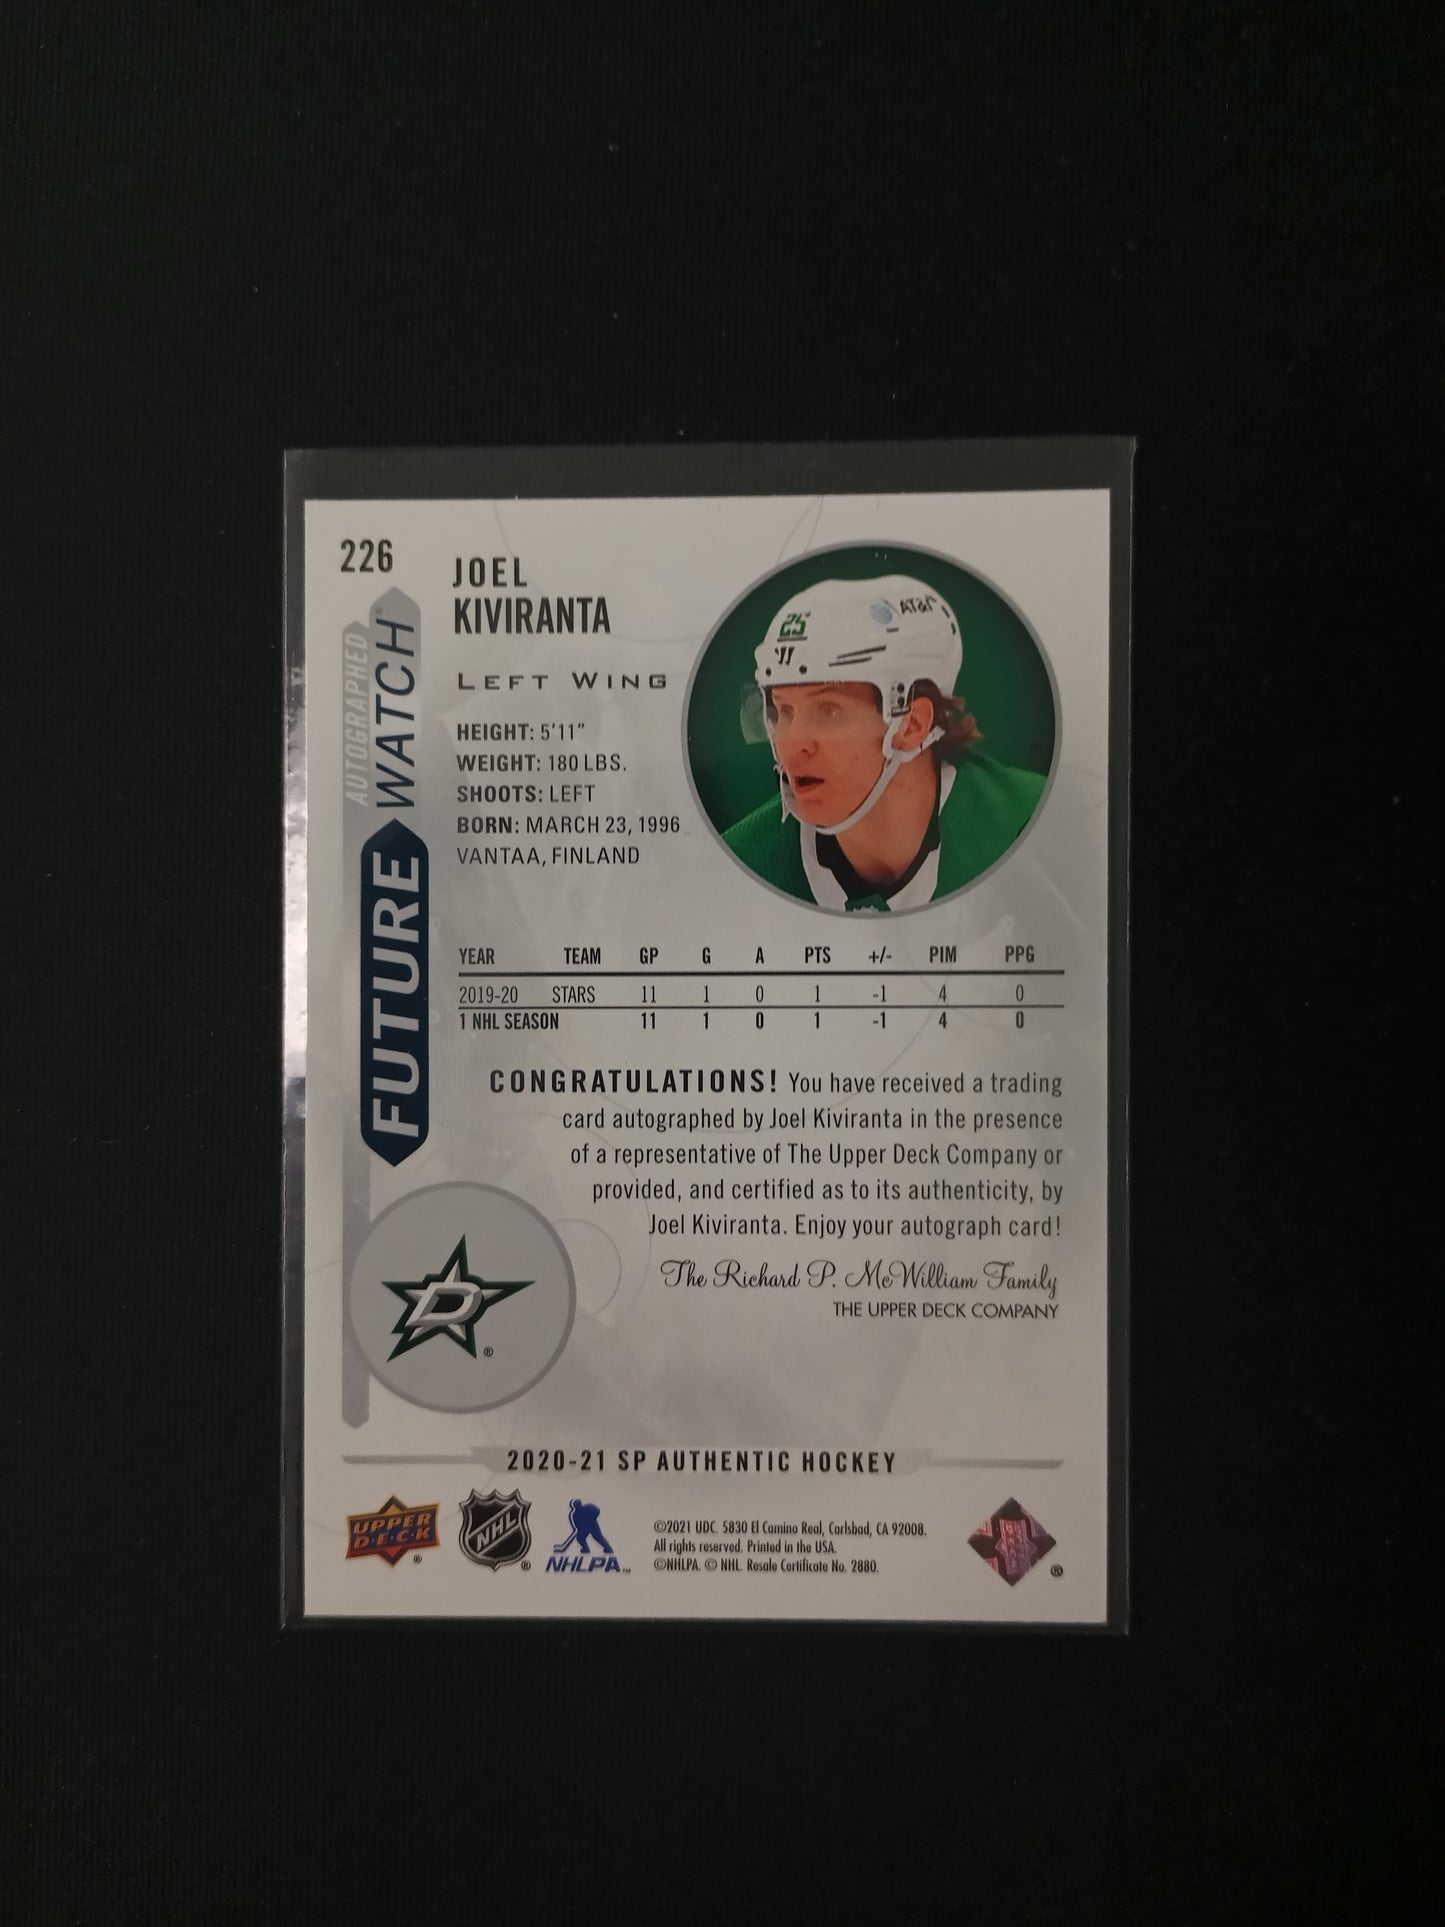 226
JOEL
KIVIRANTA
LEFT WING
HEIGHT: 5'11"
WEIGHT: 180 LBS.
SHOOTS: LEFT
BORN: MARCH 23, 1996
VANTAA, FINLAND
AUTOGRAPHED
FUTURE WATCH®
25
AT&T
YEAR TEAM GP G A PTS +/- PIM PPG
2019-20 STARS 11 1 0 1 -1 4 0
1 NHL SEASON 11 1 0 1 -1 4 0
CONGRATULATIONS! You have received a trading
card autographed by Joel Kiviranta in the presence
of a representative of The Upper Deck Company or
provided, and certified as to its authenticity, by
Joel Kiviranta. Enjoy your autograph card!
The Richard P. McWilliam Family
THE UPPER DECK COMPANY
D ®
2020-21 SP AUTHENTIC HOCKEY
UPPER
DECK ®
NHL ®
NHLPA™
©2021 UDC. 5830 El Camino Real, Carlsbad, CA 92008.
All rights reserved. Printed in the USA.
©NHLPA. © NHL. Resale Certificate No. 2880.
®